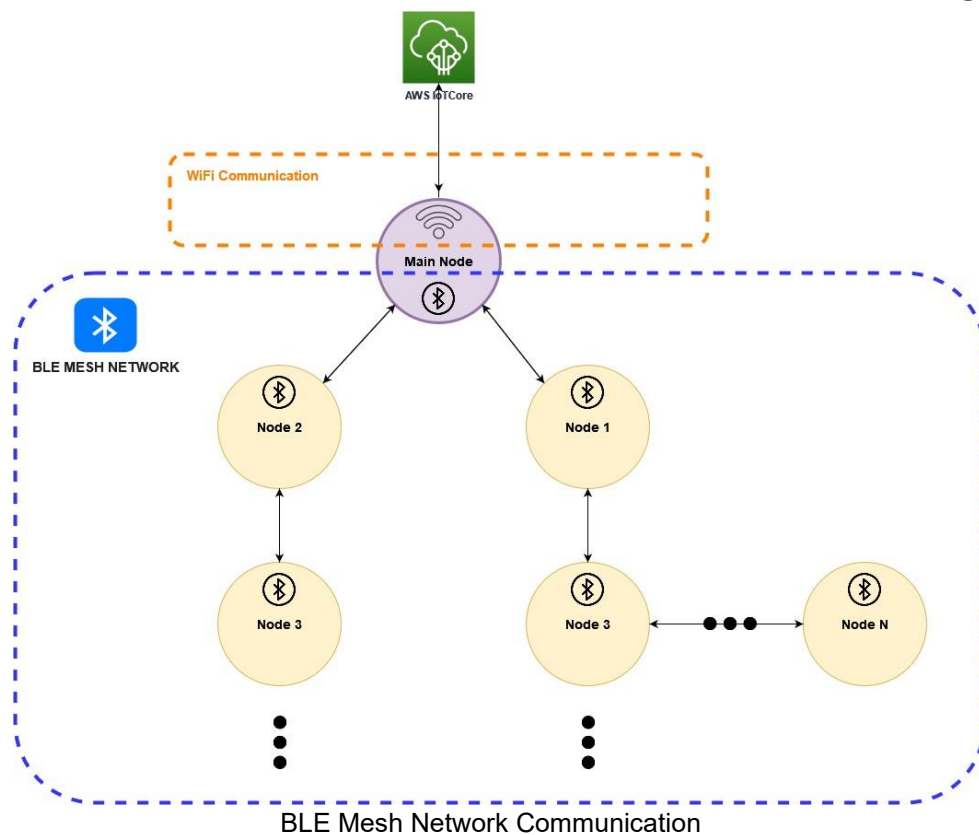 AWS IoTCore
WiFi Communication
Main Node
BLE MESH NETWORK
Node 2
Node 1
Node 3
Node 3
Node N
BLE Mesh Network Communication